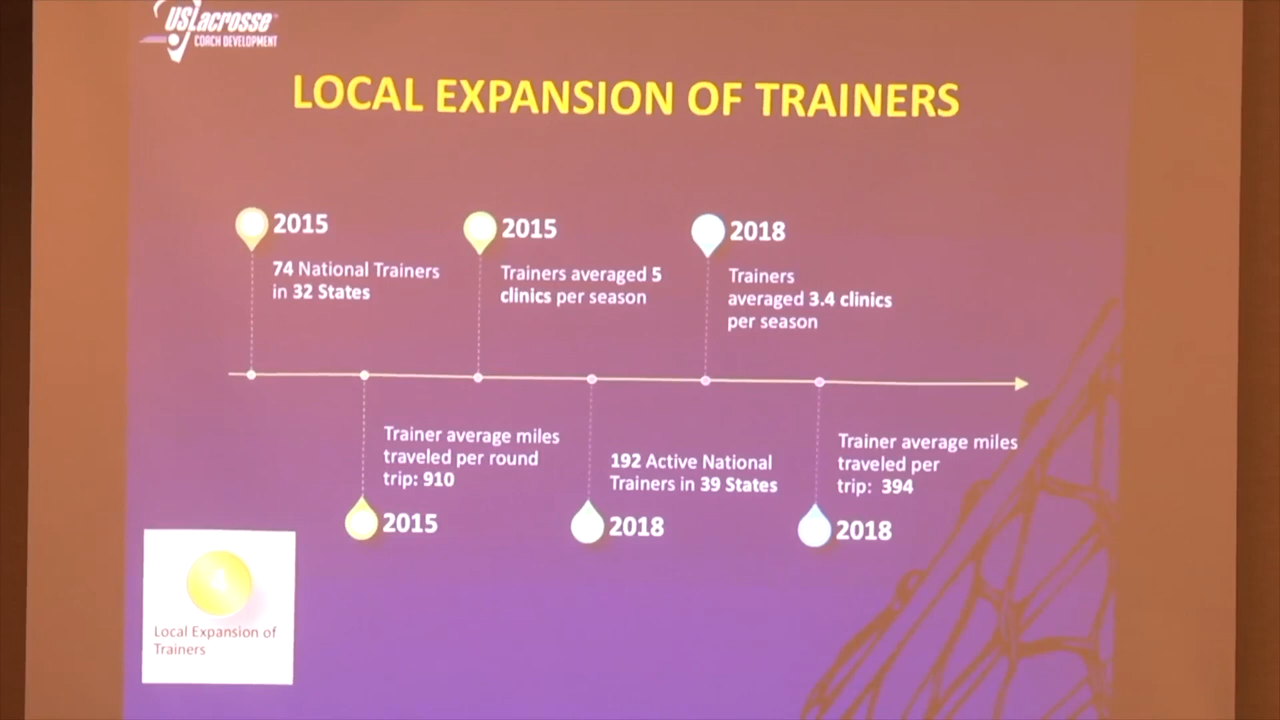 USLacrosse
COACH DEVELOPMENT
LOCAL EXPANSION OF TRAINERS
2015
74 National Trainers
in 32 States
2015
Trainers averaged 5
clinics per season
2018
Trainers
averaged 3.4 clinics
per season
Trainer average miles
traveled per round
trip: 910
2015
192 Active National
Trainers in 39 States
2018
Trainer average miles
traveled per
trip: 394
2018
Local Expansion of
Trainers